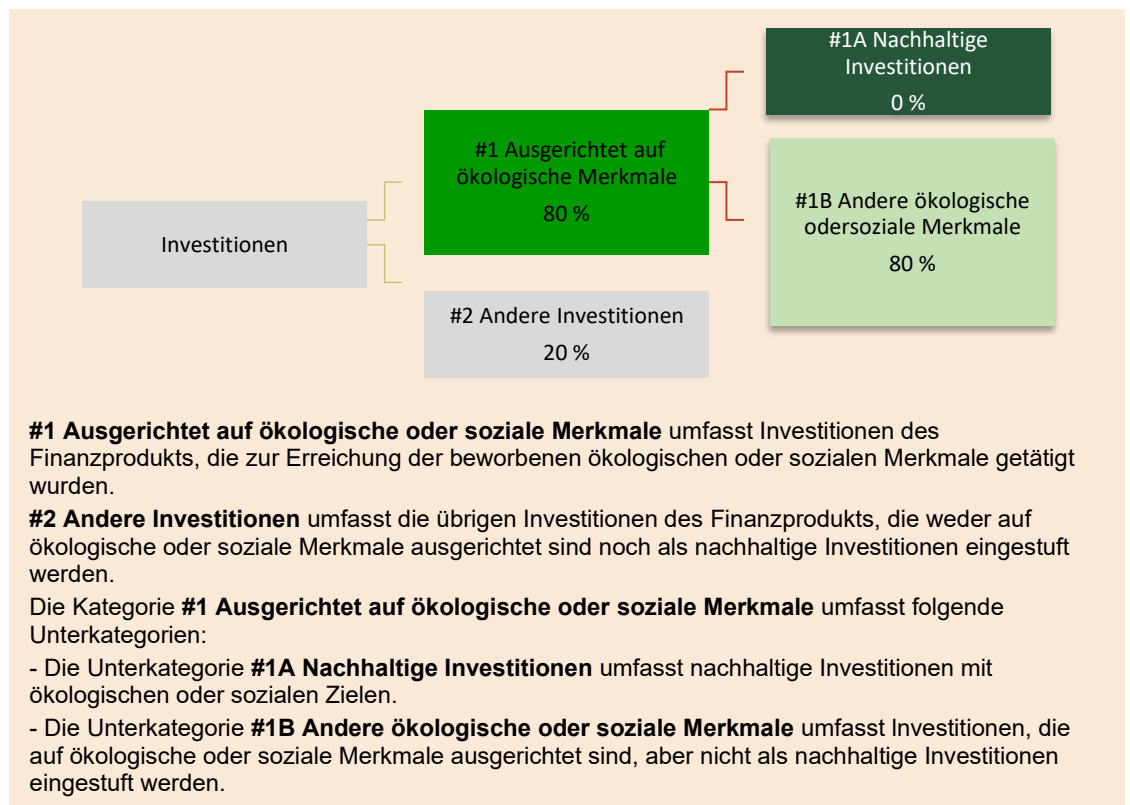 #1A Nachhaltige
Investitionen
0 %
#1 Ausgerichtet auf
ökologische Merkmale
80 %
#1B Andere ökologische
odersoziale Merkmale
80 %
Investitionen
#2 Andere Investitionen
20 %
#1 Ausgerichtet auf ökologische oder soziale Merkmale umfasst Investitionen des
Finanzprodukts, die zur Erreichung der beworbenen ökologischen oder sozialen Merkmale getätigt
wurden.
#2 Andere Investitionen umfasst die übrigen Investitionen des Finanzprodukts, die weder auf
ökologische oder soziale Merkmale ausgerichtet sind noch als nachhaltige Investitionen eingestuft
werden.
Die Kategorie #1 Ausgerichtet auf ökologische oder soziale Merkmale umfasst folgende
Unterkategorien:
- Die Unterkategorie #1A Nachhaltige Investitionen umfasst nachhaltige Investitionen mit
ökologischen oder sozialen Zielen.
- Die Unterkategorie #1B Andere ökologische oder soziale Merkmale umfasst Investitionen, die
auf ökologische oder soziale Merkmale ausgerichtet sind, aber nicht als nachhaltige Investitionen
eingestuft werden.